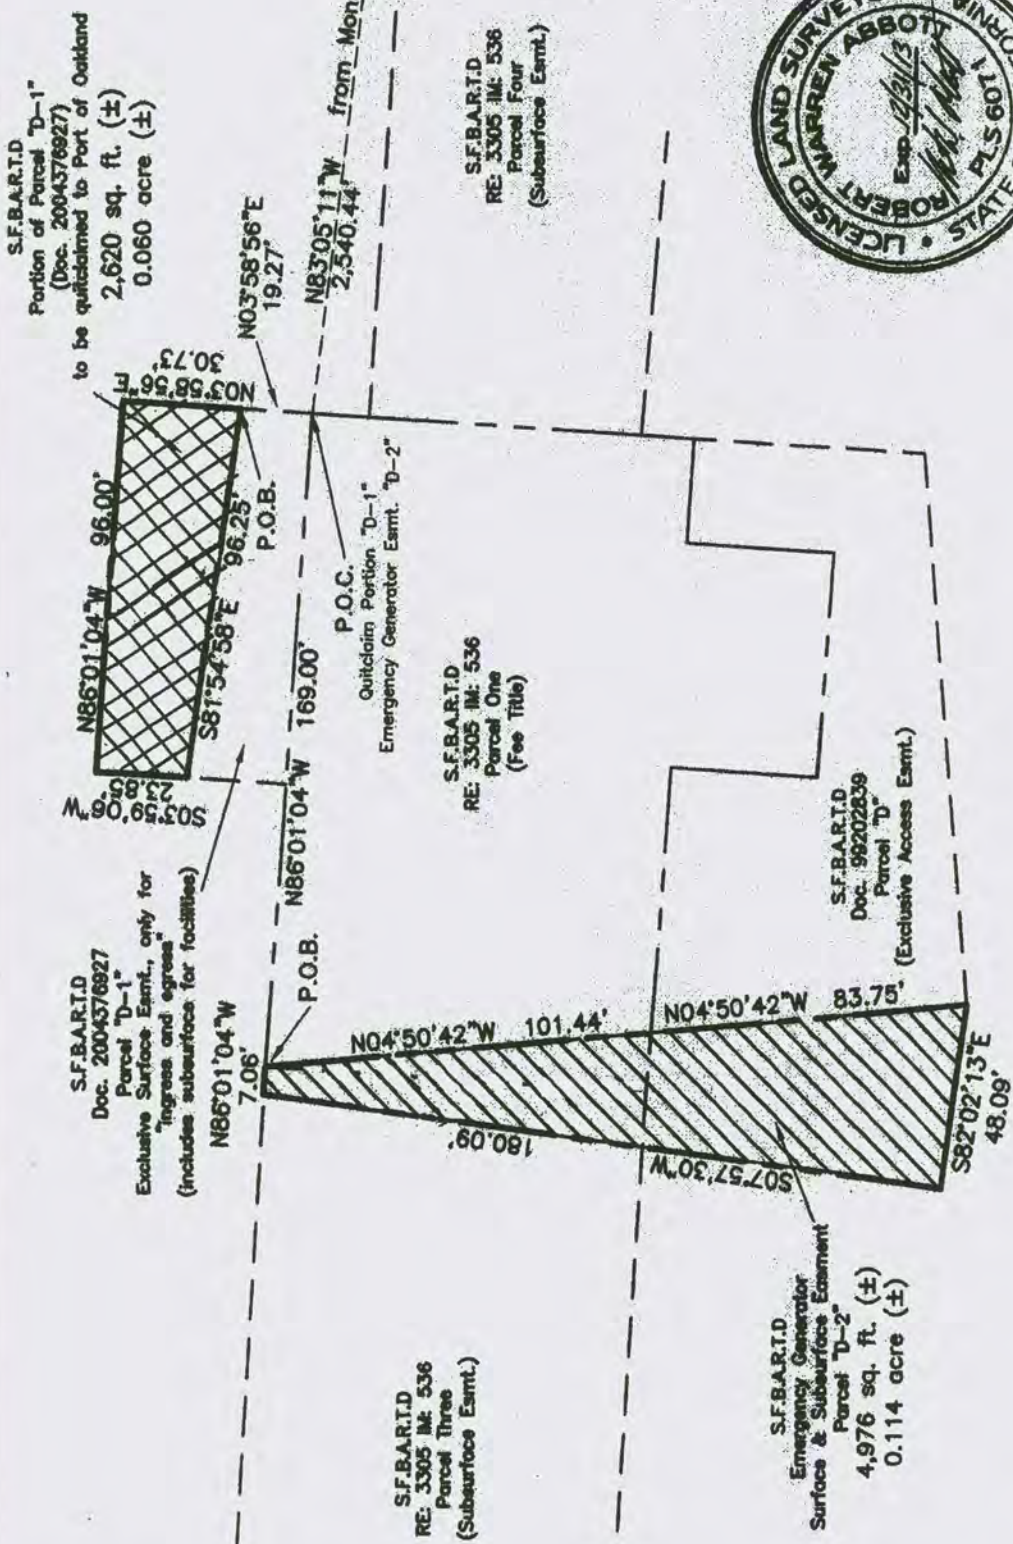 S.F.B.A.R.T.D
Portion of Parcel "D-1"
(Doc. 2004376927)
to be quitclaimed to Port of Oakland
2,620 sq. ft. (±)
0.060 acre (±)
N86°01'04"W 96.00'
N03°58'56"E
30.73'
S03°59'06"W
23.85'
S81°54'58"E 96.25'
P.O.B.
N03°58'56"E
19.27'
N83°05'11"W from Mon
2,540.44'
S.F.B.A.R.T.D
Doc. 2004376927
Parcel "D-1"
Exclusive Surface Esmt., only for
"ingress and egress"
(includes subsurface for facilities)
N86°01'04"W
7.06'
P.O.B.
N86°01'04"W 169.00'
P.O.C.
Quitclaim Portion "D-1"
Emergency Generator Esmt. "D-2"
S.F.B.A.R.T.D
RE: 3305 IM: 536
Parcel Four
(Subsurface Esmt.)
S.F.B.A.R.T.D
RE: 3305 IM: 536
Parcel One
(Fee Title)
S.F.B.A.R.T.D
RE: 3305 IM: 536
Parcel Three
(Subsurface Esmt.)
N04°50'42"W 101.44'
N04°50'42"W 83.75'
180.09'
S07°57'30"W
S82°02'13"E
48.09'
S.F.B.A.R.T.D
Doc. 99202839
Parcel "D"
(Exclusive Access Esmt.)
S.F.B.A.R.T.D
Emergency Generator
Surface & Subsurface Easment
Parcel "D-2"
4,976 sq. ft. (±)
0.114 acre (±)
LICENSED LAND SURVE
ROBERT WARREN ABBOTT
Exp 12/31/13
PLS 6071
STATE
ORNIA